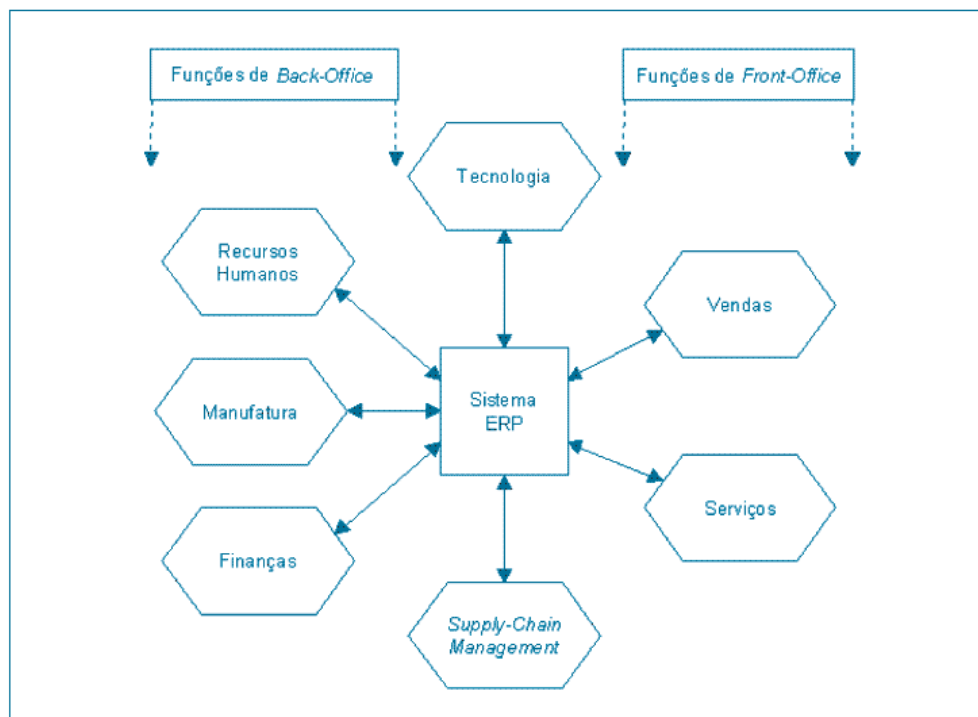 Funções de Back-Office
Funções de Front-Office
Tecnologia
Recursos
Humanos
Vendas
Manufatura
Sistema
ERP
Finanças
Serviços
Supply-Chain
Management